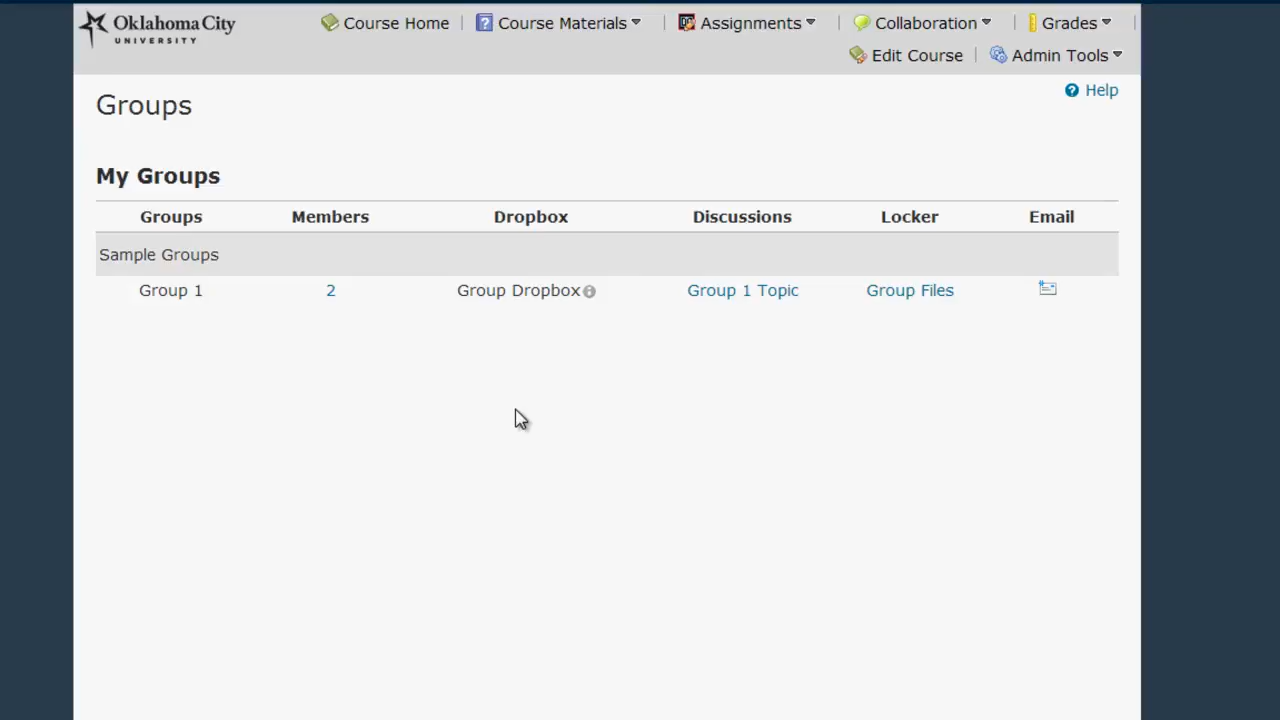 Oklahoma City
UNIVERSITY
Course Home Course Materials Assignments Collaboration Grades
Edit Course Admin Tools
Help
Groups
My Groups
Groups Members Dropbox Discussions Locker Email
Sample Groups
Group 1 2 Group Dropbox Group 1 Topic Group Files